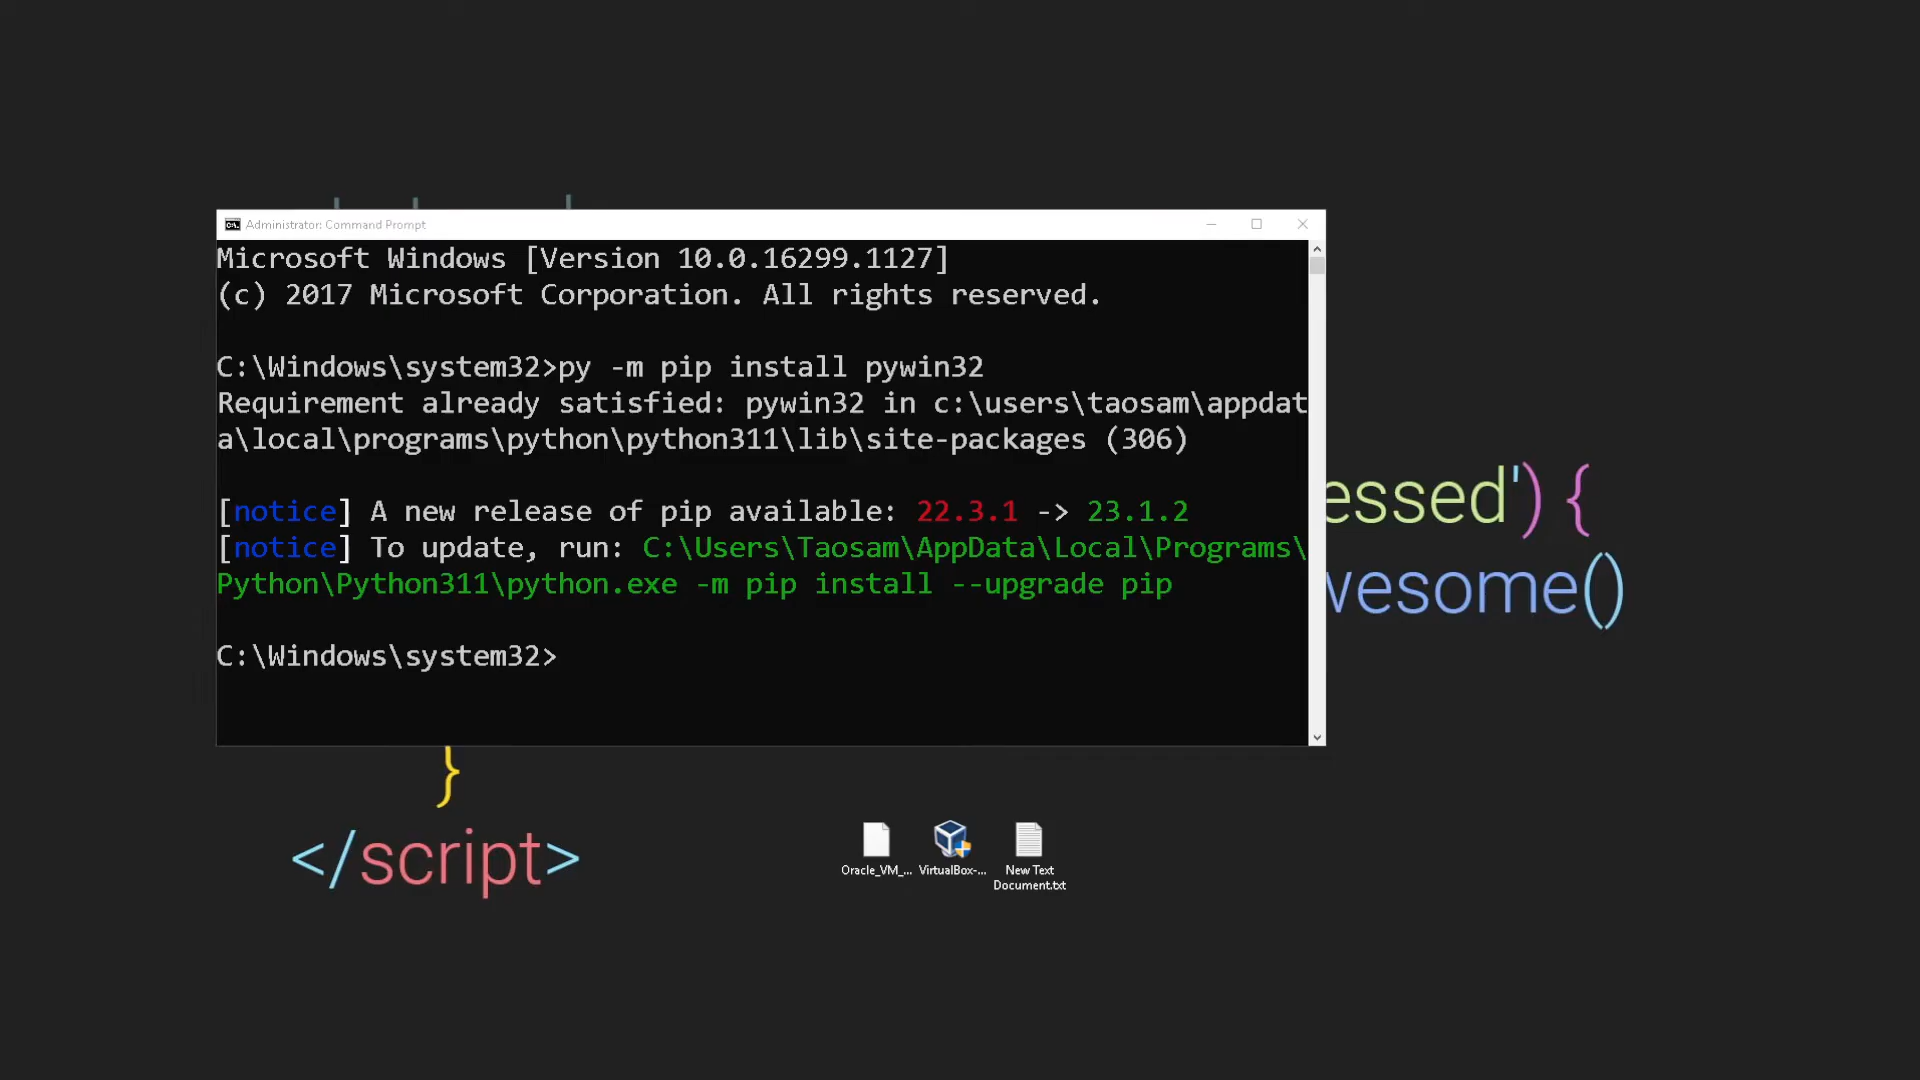 Administrator: Command Prompt
Microsoft Windows [Version 10.0.16299.1127]
(c) 2017 Microsoft Corporation. All rights reserved.
C:\Windows\system32>py -m pip install pywin32
Requirement already satisfied: pywin32 in c:\users\taosam\appdat
a\local\programs\python\python311\lib\site-packages (306)
[notice] A new release of pip available: 22.3.1 -> 23.1.2
[notice] To update, run: C:\Users\Taosam\AppData\Local\Programs\
Python\Python311\python.exe -m pip install --upgrade pip
C:\Windows\system32>
essed') {
wesome()
}
</script>
Oracle_VM_...
VirtualBox-...
New Text
Document.txt